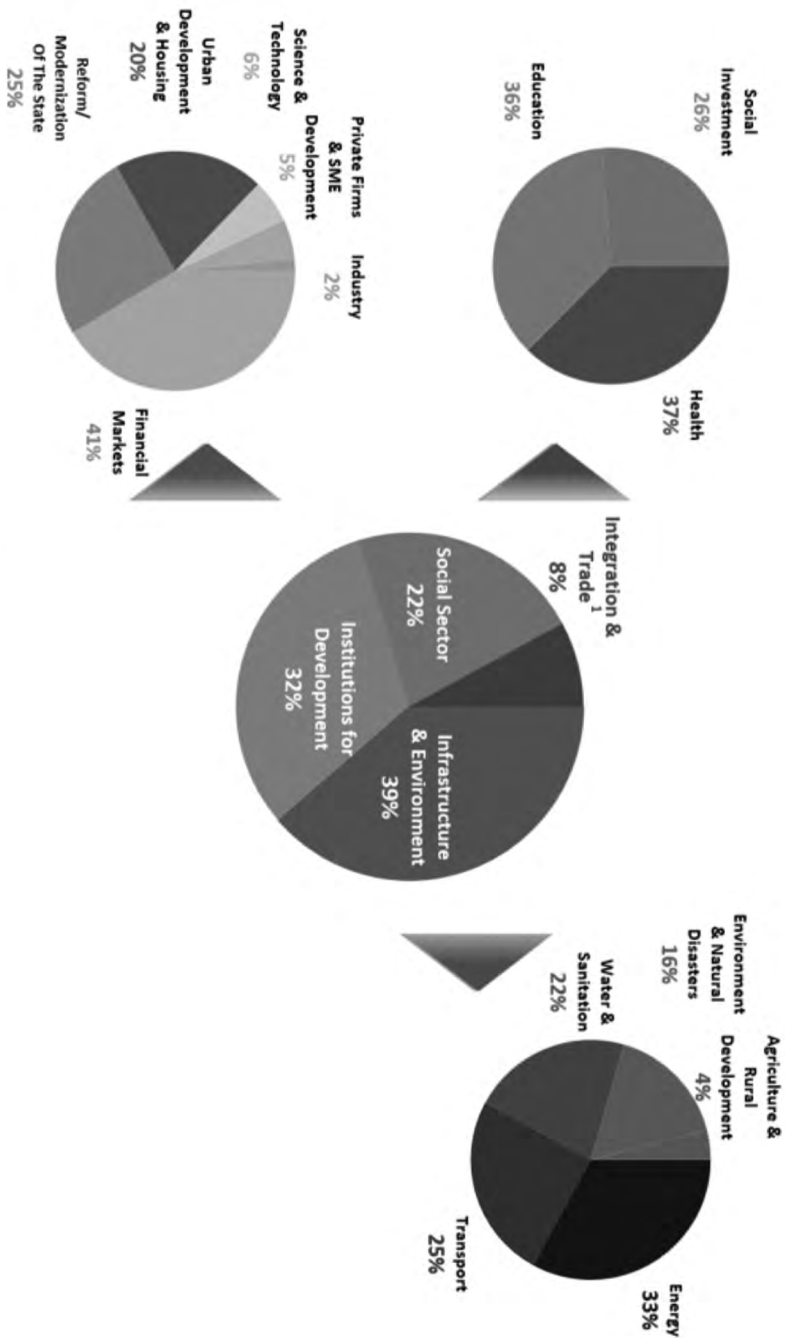 Social
Investment
26%
Education
36%
Health
37%
Private Firms
& SME
Development
5%
Industry
2%
Science &
Technology
6%
Urban
Development
& Housing
20%
Reform/
Modernization
Of The State
25%
Financial
Markets
41%
Integration &
Trade 1
8%
Social Sector
22%
Institutions for
Development
32%
Infrastructure
& Environment
39%
Agriculture &
Rural
Development
4%
Environment
& Natural
Disasters
16%
Water &
Sanitation
22%
Energy
33%
Transport
25%